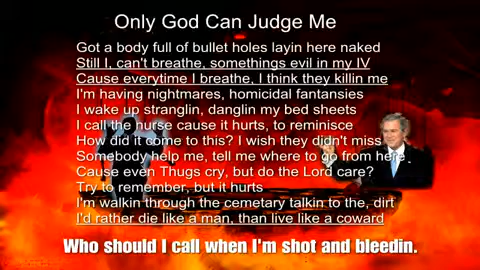 Only God Can Judge Me
Got a body full of bullet holes layin here naked
Still I, can't breathe, somethings evil in my IV
Cause everytime I breathe, I think they killin me
I'm having nightmares, homicidal fantansies
I wake up stranglin, danglin my bed sheets
I call the nurse cause it hurts, to reminisce
How did it come to this? I wish they didn't miss
Somebody help me, tell me where to go from here
Cause even Thugs cry, but do the Lord care?
Try to remember, but it hurts
I'm walkin through the cemetary talkin to the, dirt
I'd rather die like a man, than live like a coward
Who should I call when I'm shot and bleedin.